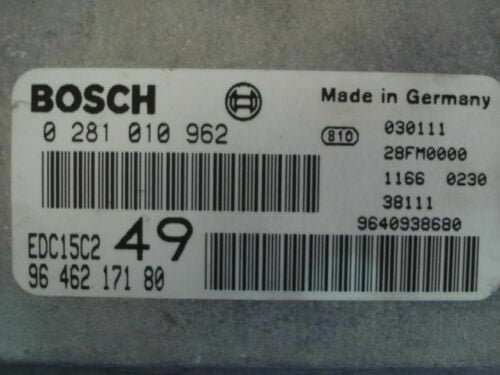 BOSCH
Made in Germany
0 281 010 962
810
030111
28FM0000
1166 0230
38111
9640938680
EDC15C2 49
96 462 171 80